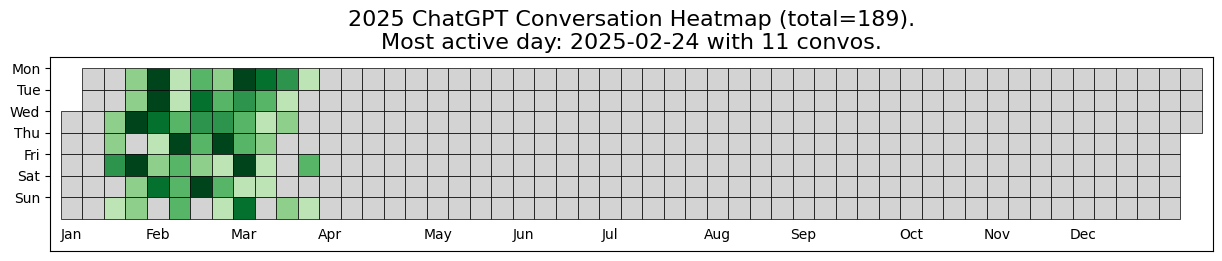 2025 ChatGPT Conversation Heatmap (total=189).
Most active day: 2025-02-24 with 11 convos.
Mon
Tue
Wed
Thu
Fri
Sat
Sun
Jan Feb Mar Apr May Jun Jul Aug Sep Oct Nov Dec